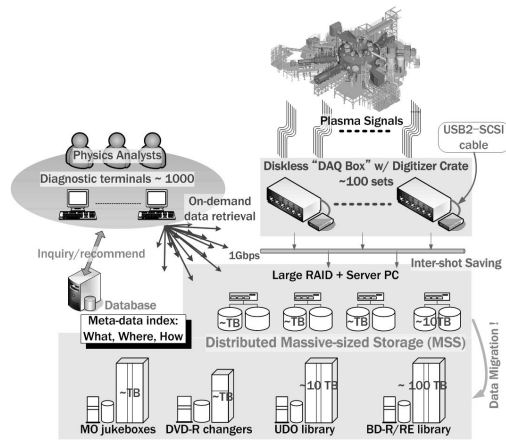 Plasma Signals
USB2-SCSI
cable
Physics Analysts
Diagnostic terminals ~ 1000
Diskless "DAQ Box" w/ Digitizer Crate
~100 sets
On-demand
data retrieval
Inquiry/recommend
1Gbps
Inter-shot Saving
Large RAID + Server PC
Database
Meta-data index:
What, Where, How
~TB
~TB
~TB
~10TB
Distributed Massive-sized Storage (MSS)
Data Migration !
~TB
~TB
~10 TB
~ 100 TB
MO jukeboxes
DVD-R changers
UDO library
BD-R/RE library